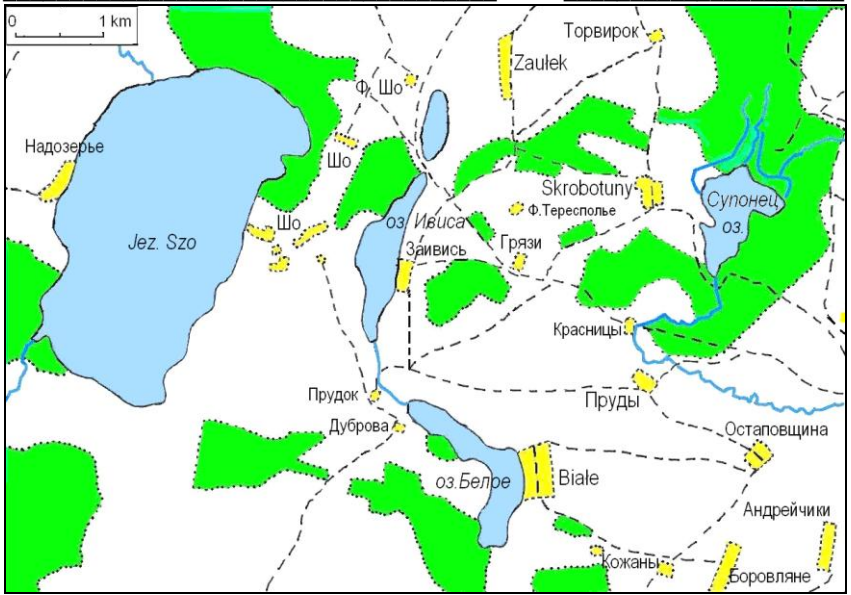 0 1 km
Торвирок
Zaułek
Ф. Шо
Надозерье
Шо
Skrobotuny
Супонец
оз.
Ф.Тересполье
оз. Ивиса
Шо
Jez. Szo
Заивись
Грязи
Красницы
Прудок
Пруды
Дуброва
Остаповщина
оз.Белое
Białe
Андрейчики
Кожаны
Боровляне